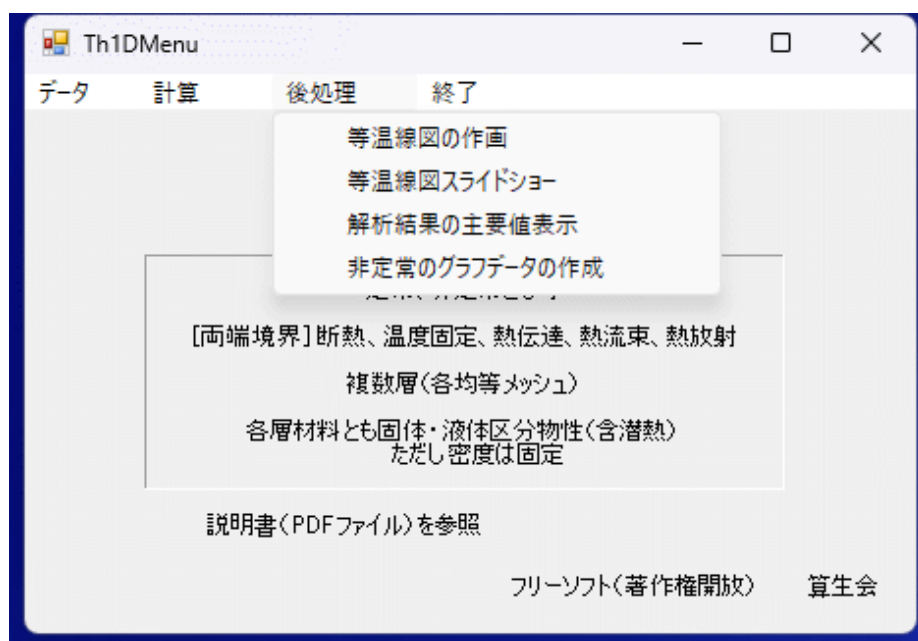 Th1DMenu
データ 計算 後処理 終了
等温線図の作画
等温線図スライドショー
解析結果の主要値表示
非定常のグラフデータの作成
[両端境界]断熱、温度固定、熱伝達、熱流束、熱放射
複数層(各均等メッシュ)
各層材料とも固体・液体区分物性(含潜熱)
ただし密度は固定
説明書(PDFファイル)を参照
フリーソフト(著作権開放) 算生会